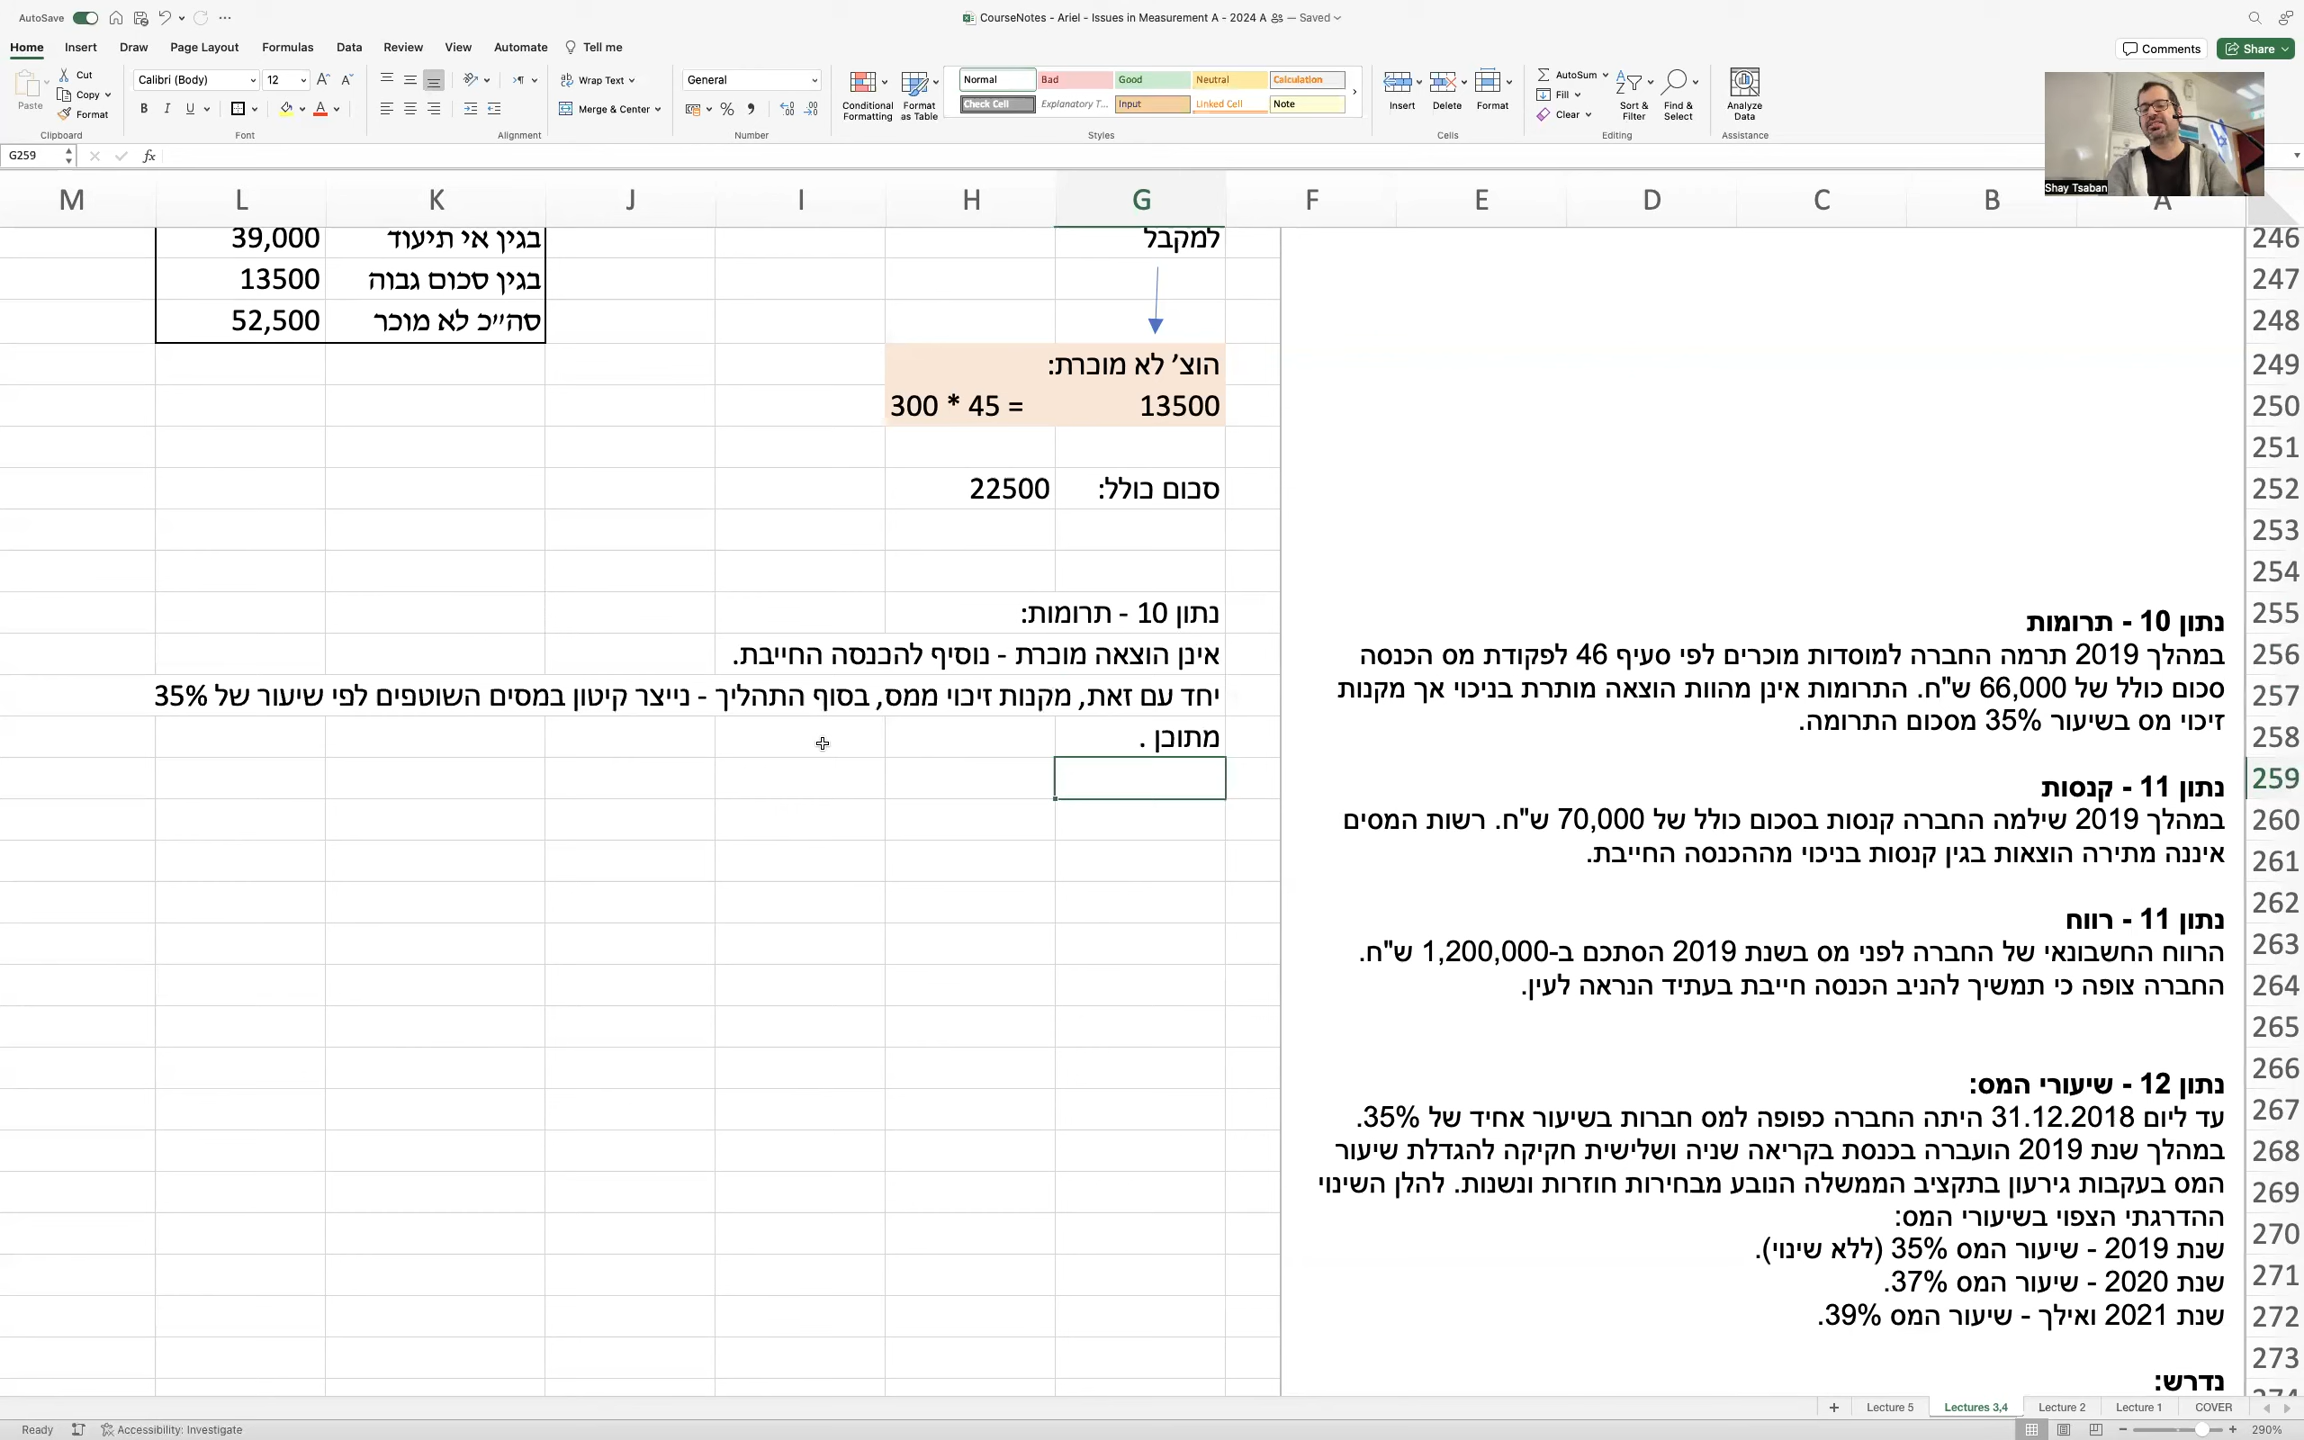 AutoSave
CourseNotes - Ariel - Issues in Measurement A - 2024 A — Saved
Home Insert Draw Page Layout Formulas Data Review View Automate Tell me
Comments Share
Paste Cut Copy Format
Calibri (Body) 12
B I U
Wrap Text
Merge & Center
General
Conditional Formatting
Format as Table
Normal Bad Good Neutral Calculation
Check Cell Explanatory T... Input Linked Cell Note
Insert Delete Format
AutoSum Fill Clear
Sort & Filter
Find & Select
Analyze Data
Clipboard Font Alignment Number Styles Cells Editing Assistance
G259 fx
Shay Tsaban
M L K J I H G F E D C B A
246
247
248
249
250
251
252
253
254
255
256
257
258
259
260
261
262
263
264
265
266
267
268
269
270
271
272
273
נתון 10 - תרומות
במהלך 2019 תרמה החברה למוסדות מוכרים לפי סעיף 46 לפקודת מס הכנסה
סכום כולל של 66,000 ש"ח. התרומות אינן מהוות הוצאה מותרת בניכוי אך מקנות
זיכוי מס בשיעור 35% מסכום התרומה.
נתון 11 - קנסות
במהלך 2019 שילמה החברה קנסות בסכום כולל של 70,000 ש"ח. רשות המסים
איננה מתירה הוצאות בגין קנסות בניכוי מההכנסה החייבת.
נתון 11 - רווח
הרווח החשבונאי של החברה לפני מס בשנת 2019 הסתכם ב-1,200,000 ש"ח.
החברה צופה כי תמשיך להניב הכנסה חייבת בעתיד הנראה לעין.
נתון 12 - שיעורי המס:
עד ליום 31.12.2018 היתה החברה כפופה למס חברות בשיעור אחיד של 35%.
במהלך שנת 2019 הועברה בכנסת בקריאה שניה ושלישית חקיקה להגדלת שיעור
המס בעקבות גירעון בתקציב הממשלה הנובע מבחירות חוזרות ונשנות. להלן השינוי
ההדרגתי הצפוי בשיעורי המס:
שנת 2019 - שיעור המס 35% (ללא שינוי).
שנת 2020 - שיעור המס 37%.
שנת 2021 ואילך - שיעור המס 39%.
נדרש:
למקבל
הוצ' לא מוכרת:
13500 300 * 45 =
סכום כולל: 22500
נתון 10 - תרומות:
אינן הוצאה מוכרת - נוסיף להכנסה החייבת.
יחד עם זאת, מקנות זיכוי ממס, בסוף התהליך - נייצר קיטון במסים השוטפים לפי שיעור של 35%
מתוכן .
בגין אי תיעוד 39,000
בגין סכום גבוה 13500
סה״כ לא מוכר 52,500
Lecture 5 Lectures 3,4 Lecture 2 Lecture 1 COVER
Ready Accessibility: Investigate 290%